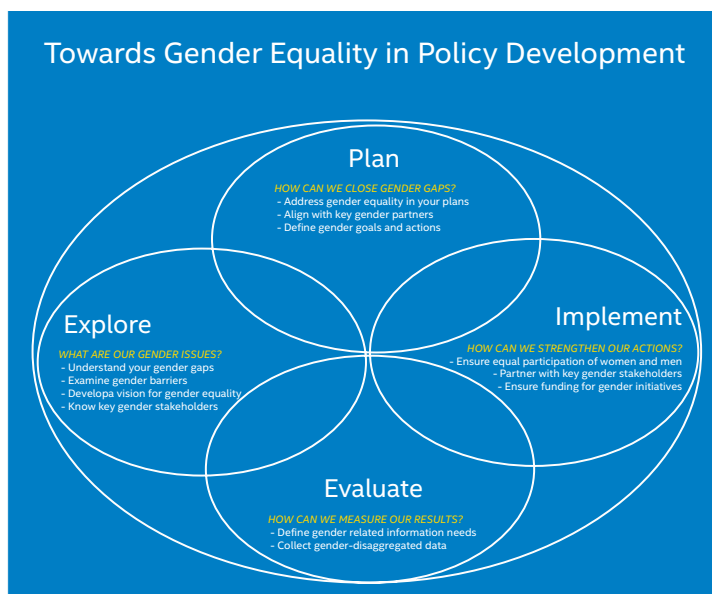 Towards Gender Equality in Policy Development
Plan
HOW CAN WE CLOSE GENDER GAPS?
- Address gender equality in your plans
- Align with key gender partners
- Define gender goals and actions
Explore
WHAT ARE OUR GENDER ISSUES?
- Understand your gender gaps
- Examine gender barriers
- Developa vision for gender equality
- Know key gender stakeholders
Implement
HOW CAN WE STRENGTHEN OUR ACTIONS?
- Ensure equal participation of women and men
- Partner with key gender stakeholders
- Ensure funding for gender initiatives
Evaluate
HOW CAN WE MEASURE OUR RESULTS?
- Define gender related information needs
- Collect gender-disaggregated data